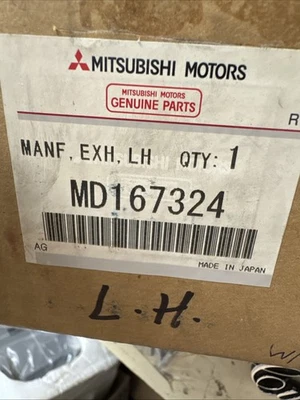 MITSUBISHI MOTORS
MITSUBISHI MOTORS
GENUINE PARTS
R
MANF, EXH, LH QTY: 1
MD167324
AG
MADE IN JAPAN
L.H.